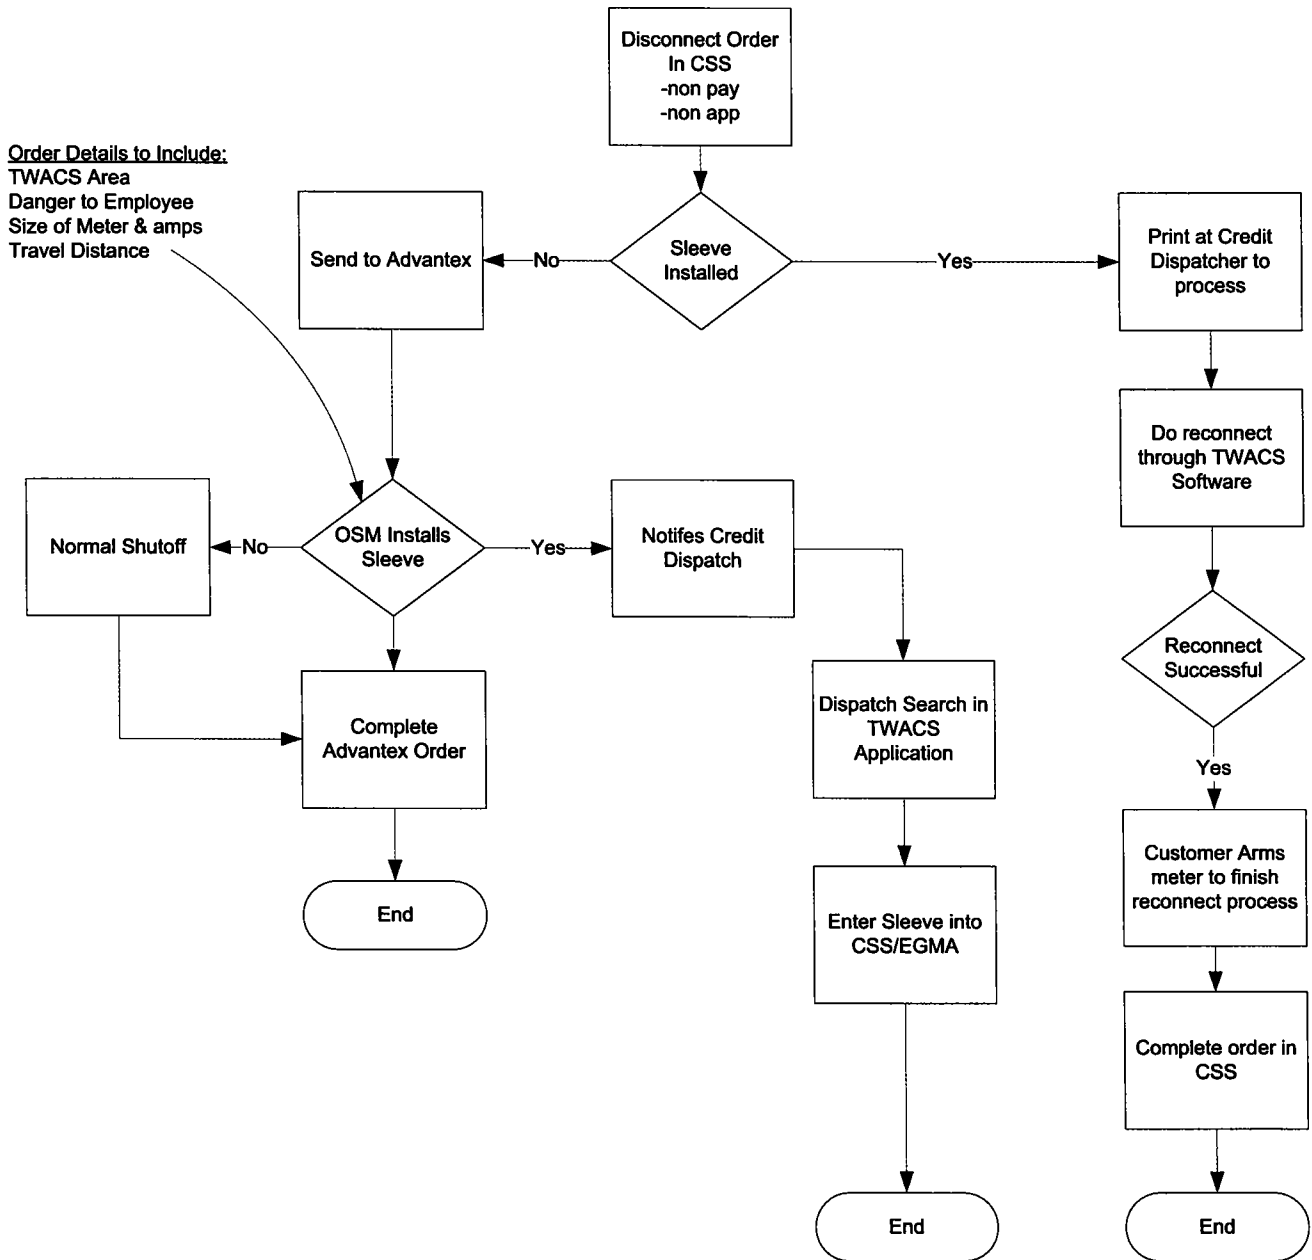 Disconnect Order
In CSS
-non pay
-non app
Order Details to Include:
TWACS Area
Danger to Employee
Size of Meter & amps
Travel Distance
Send to Advantex
No
Sleeve
Installed
Yes
Print at Credit
Dispatcher to
process
Do reconnect
through TWACS
Software
Normal Shutoff
No
OSM Installs
Sleeve
Yes
Notifes Credit
Dispatch
Reconnect
Successful
Complete
Advantex Order
Dispatch Search in
TWACS
Application
Yes
Customer Arms
meter to finish
reconnect process
End
Enter Sleeve into
CSS/EGMA
Complete order in
CSS
End
End